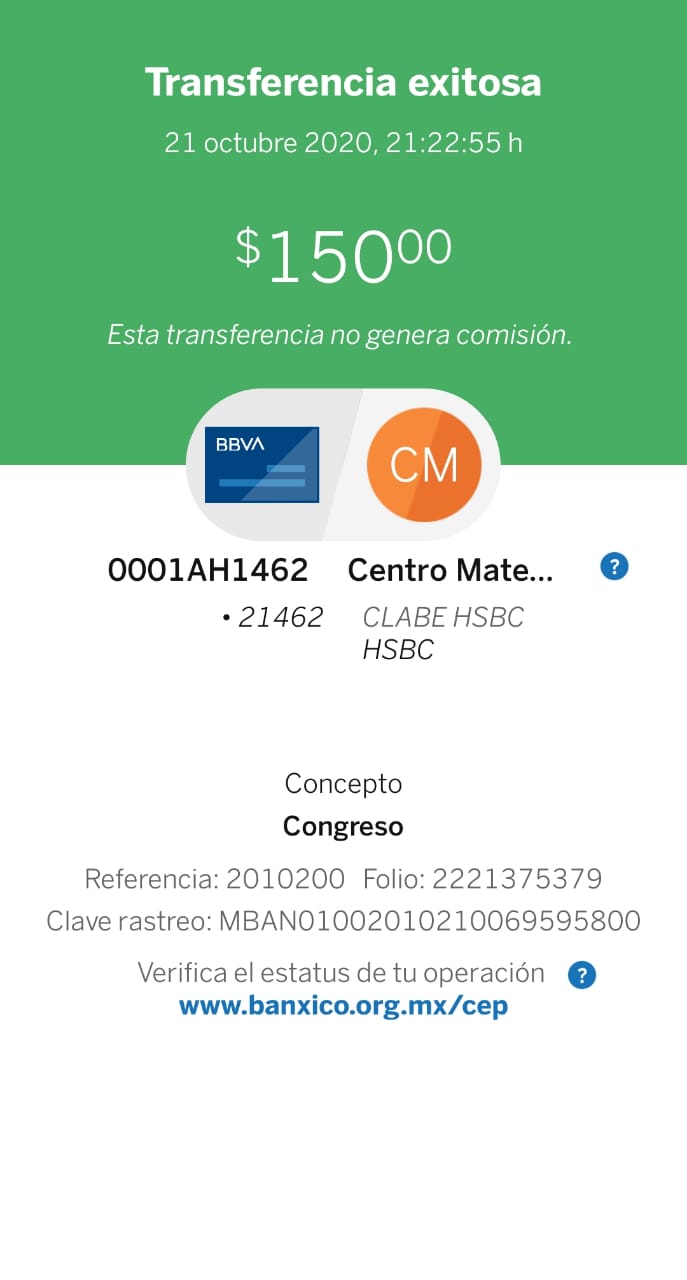 Transferencia exitosa
21 octubre 2020, 21:22:55 h
$15000
Esta transferencia no genera comisión.
BBVA
CM
0001AH1462 Centro Mate... ?
• 21462 CLABE HSBC
HSBC
Concepto
Congreso
Referencia: 2010200 Folio: 2221375379
Clave rastreo: MBAN01002010210069595800
Verifica el estatus de tu operación ?
www.banxico.org.mx/cep